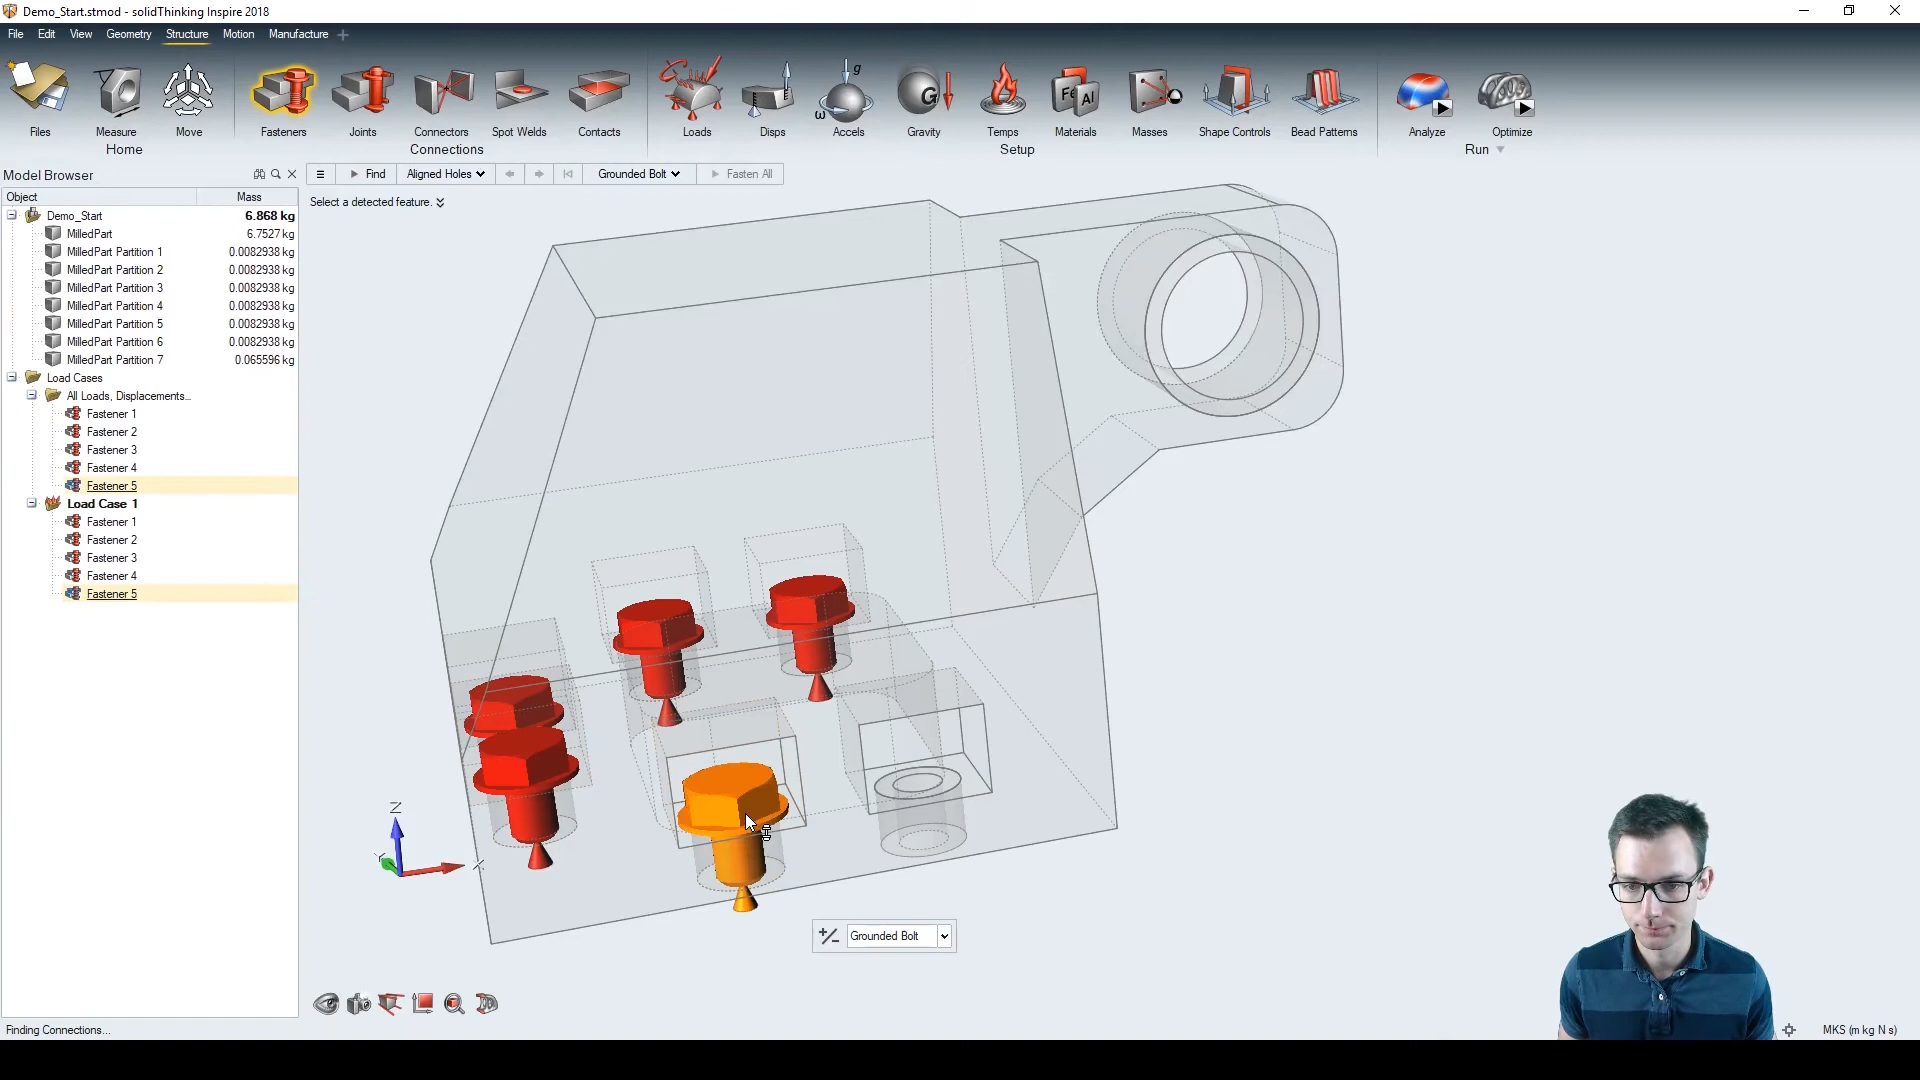 Demo_Start.stmod - solidThinking Inspire 2018
File Edit View Geometry Structure Motion Manufacture
g
G
ω
Fe
Al
Files Measure Move Fasteners Joints Connectors Spot Welds Contacts Loads Disps Accels Gravity Temps Materials Masses Shape Controls Bead Patterns Analyze Optimize
Home Connections Setup Run
Model Browser
Find Aligned Holes Grounded Bolt Fasten All
Object Mass
Select a detected feature.
Demo_Start 6.868 kg
MilledPart 6.7527 kg
MilledPart Partition 1 0.0082938 kg
MilledPart Partition 2 0.0082938 kg
MilledPart Partition 3 0.0082938 kg
MilledPart Partition 4 0.0082938 kg
MilledPart Partition 5 0.0082938 kg
MilledPart Partition 6 0.0082938 kg
MilledPart Partition 7 0.065596 kg
Load Cases
All Loads, Displacements...
Fastener 1
Fastener 2
Fastener 3
Fastener 4
Fastener 5
Load Case 1
Fastener 1
Fastener 2
Fastener 3
Fastener 4
Fastener 5
Z
Y
X
Grounded Bolt
Finding Connections...
MKS (m kg N s)